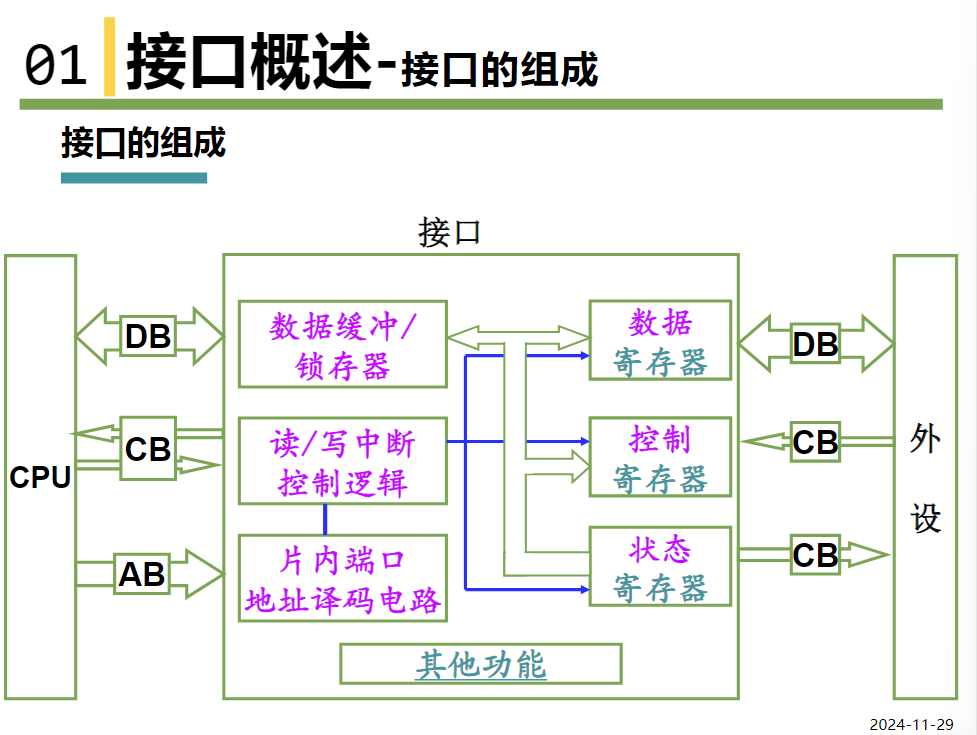 01 接口概述-接口的组成
接口的组成
接口
CPU
DB
CB
AB
数据缓冲/
锁存器
读/写中断
控制逻辑
片内端口
地址译码电路
数据
寄存器
控制
寄存器
状态
寄存器
其他功能
DB
CB
CB
外
设
2024-11-29